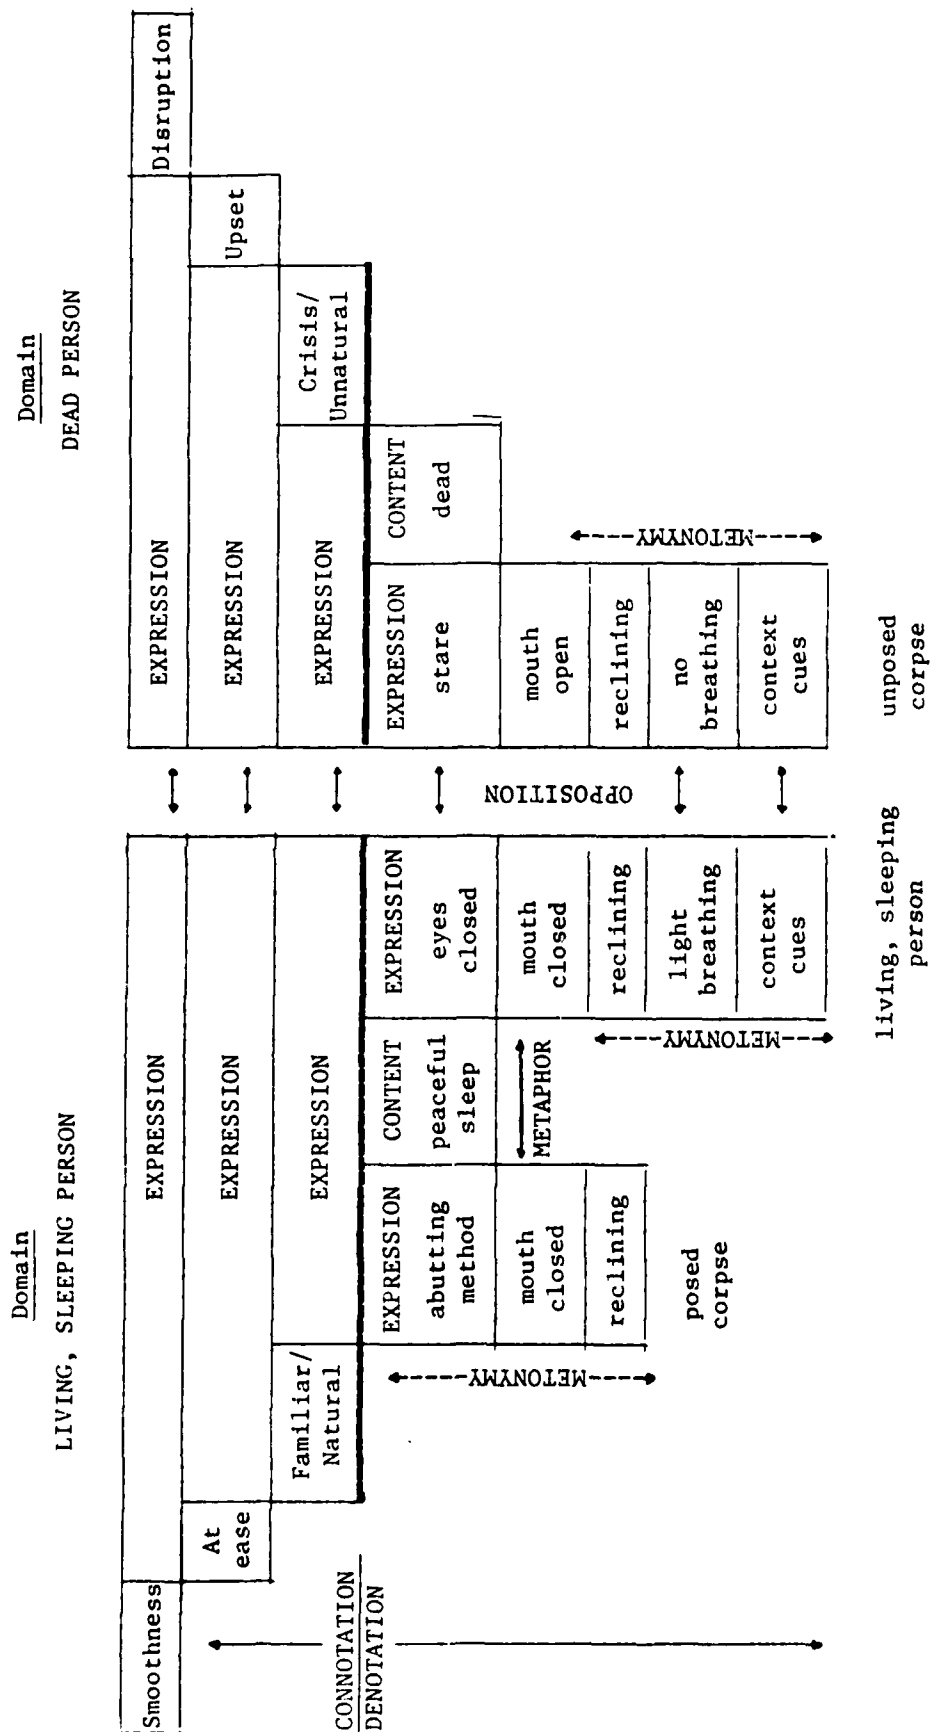 Domain
LIVING, SLEEPING PERSON
Domain
DEAD PERSON
Smoothness
EXPRESSION
EXPRESSION
Disruption
At
ease
EXPRESSION
EXPRESSION
Upset
Familiar/
Natural
EXPRESSION
EXPRESSION
Crisis/
Unnatural
CONNOTATION
DENOTATION
EXPRESSION
abutting
method
mouth
closed
reclining
METONYMY
posed
corpse
CONTENT
peaceful
sleep
METAPHOR
EXPRESSION
eyes
closed
mouth
closed
reclining
light
breathing
context
cues
METONYMY
living, sleeping
person
OPPOSITION
EXPRESSION
stare
mouth
open
reclining
no
breathing
context
cues
unposed
corpse
CONTENT
dead
METONYMY